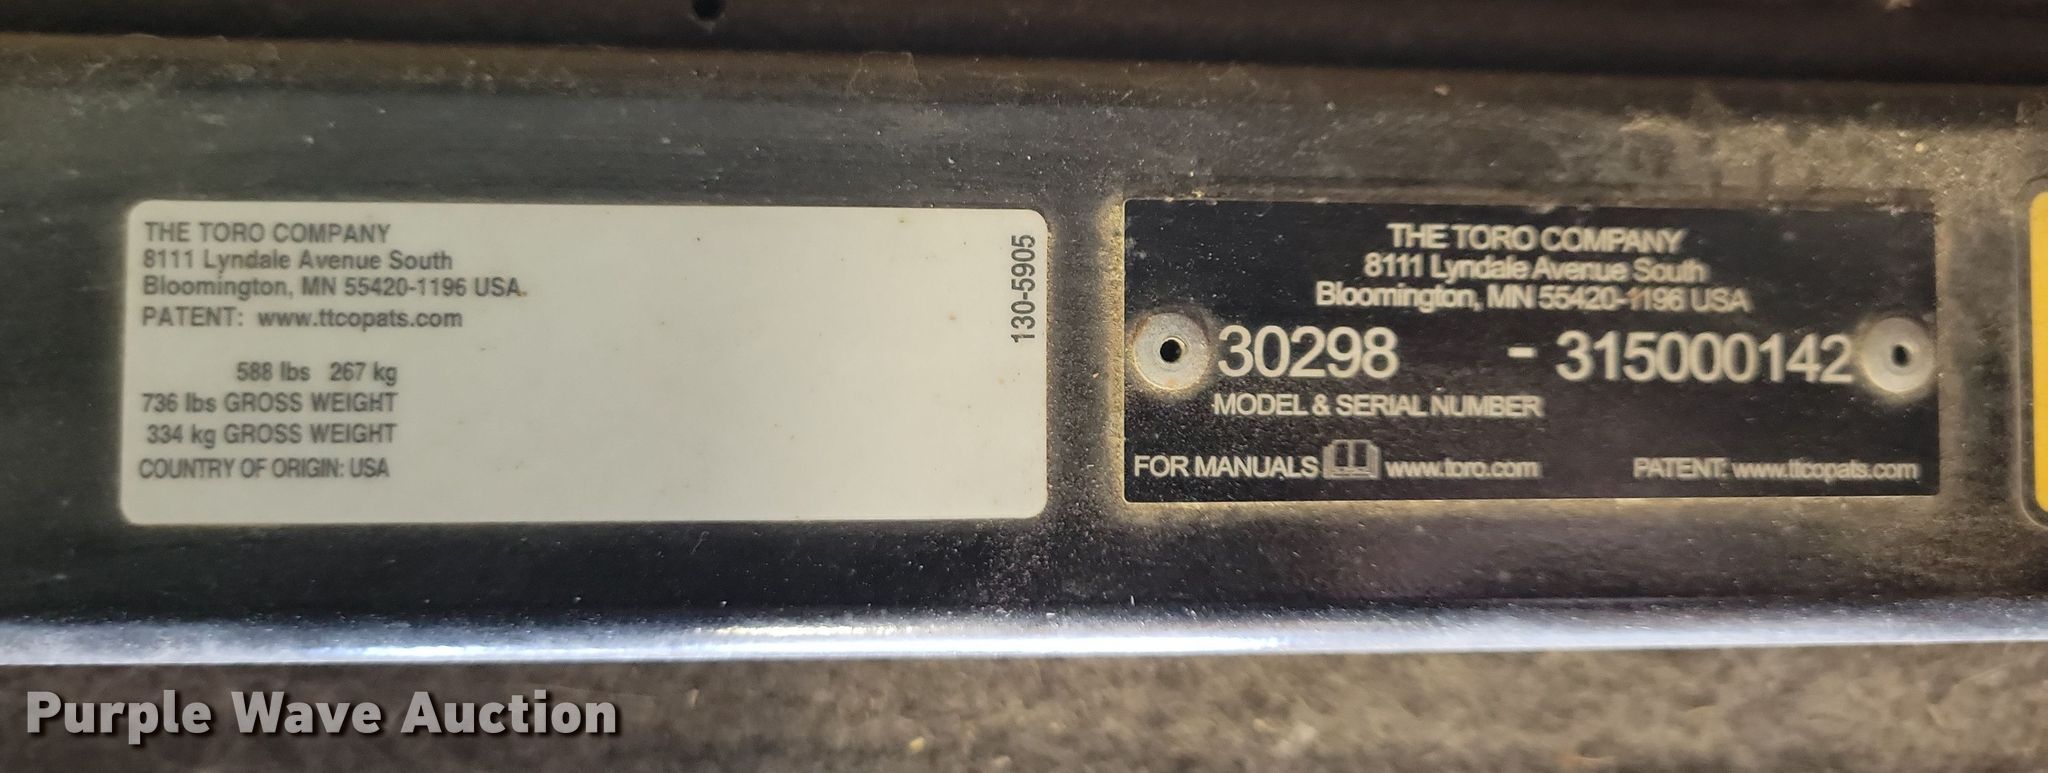 THE TORO COMPANY
8111 Lyndale Avenue South
Bloomington, MN 55420-1196 USA
PATENT: www.ttcopats.com
588 lbs 267 kg
736 lbs GROSS WEIGHT
334 kg GROSS WEIGHT
COUNTRY OF ORIGIN: USA
130-5905
THE TORO COMPANY
8111 Lyndale Avenue South
Bloomington, MN 55420-1196 USA
30298 - 315000142
MODEL & SERIAL NUMBER
FOR MANUALS www.toro.com PATENT: www.ttcopats.com
Purple Wave Auction